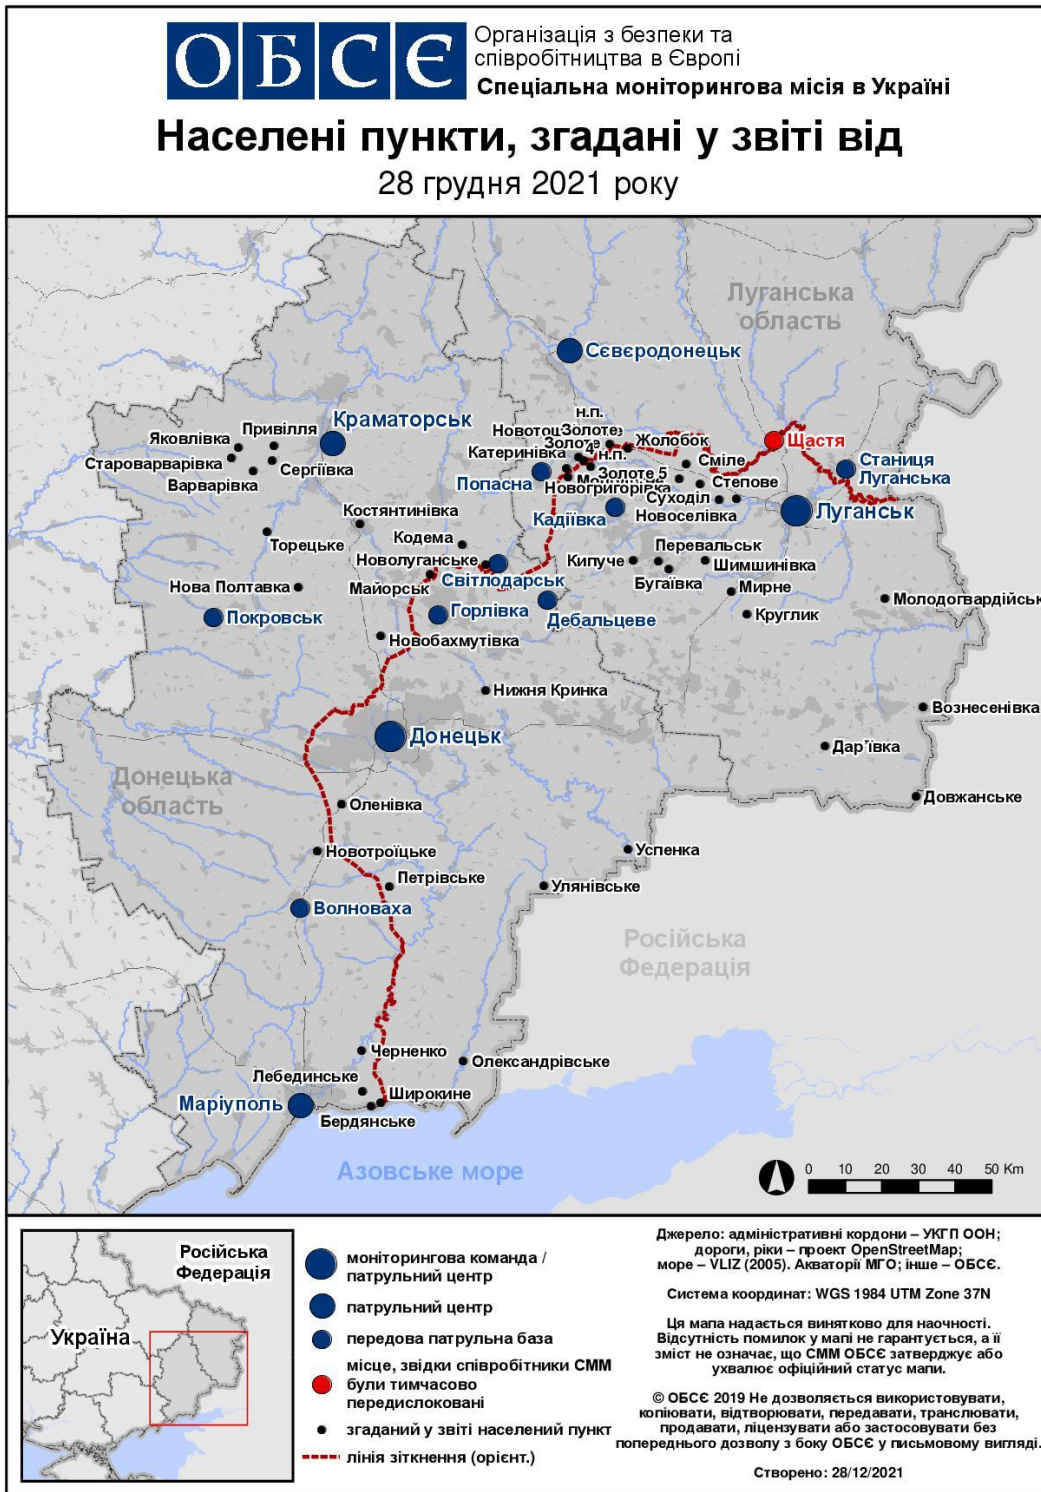 ОБСЄ
Організація з безпеки та
співробітництва в Європі
Спеціальна моніторингова місія в Україні
Населені пункти, згадані у звіті від
28 грудня 2021 року
Луганська
область
Сєвєродонецьк
н.п.
Золоте
Золоте
4
н.п.
Жолобок
Щастя
Краматорськ
Привілля
Яковлівка
Староварварівка
Сергіївка
Варварівка
Катеринівка
Попасна
Золоте 5
Новогригорівка
Сміле
Степове
Суходіл
Новоселівка
Станиця
Луганська
Луганськ
Кадіївка
Костянтинівка
Торецьке
Кодема
Новолуганське
Світлодарськ
Майорськ
Кипуче
Перевальськ
Бугаївка
Шимшинівка
Мирне
Круглик
Молодогвардійськ
Нова Полтавка
Покровськ
Горлівка
Дебальцеве
Новобахмутівка
Нижня Кринка
Вознесенівка
Донецьк
Дар'ївка
Донецька
область
Оленівка
Довжанське
Новотроїцьке
Успенка
Петрівське
Улянівське
Волноваха
Російська
Федерація
Черненко
Олександрівське
Лебединське
Широкине
Маріуполь
Бердянське
Азовське море
0 10 20 30 40 50 Km
Російська
Федерація
Україна
моніторингова команда /
патрульний центр
патрульний центр
передова патрульна база
місце, звідки співробітники СММ
були тимчасово
передислоковані
згаданий у звіті населений пункт
лінія зіткнення (орієнт.)
Джерело: адміністративні кордони – УКГП ООН;
дороги, ріки – проект OpenStreetMap;
море – VLIZ (2005). Акваторії МГО; інше – ОБСЄ.
Система координат: WGS 1984 UTM Zone 37N
Ця мапа надається винятково для наочності.
Відсутність помилок у мапі не гарантується, а її
зміст не означає, що СММ ОБСЄ затверджує або
ухвалює офіційний статус мапи.
© ОБСЄ 2019 Не дозволяється використовувати,
копіювати, відтворювати, передавати, транслювати,
продавати, ліцензувати або застосовувати без
попереднього дозволу з боку ОБСЄ у письмовому вигляді.
Створено: 28/12/2021